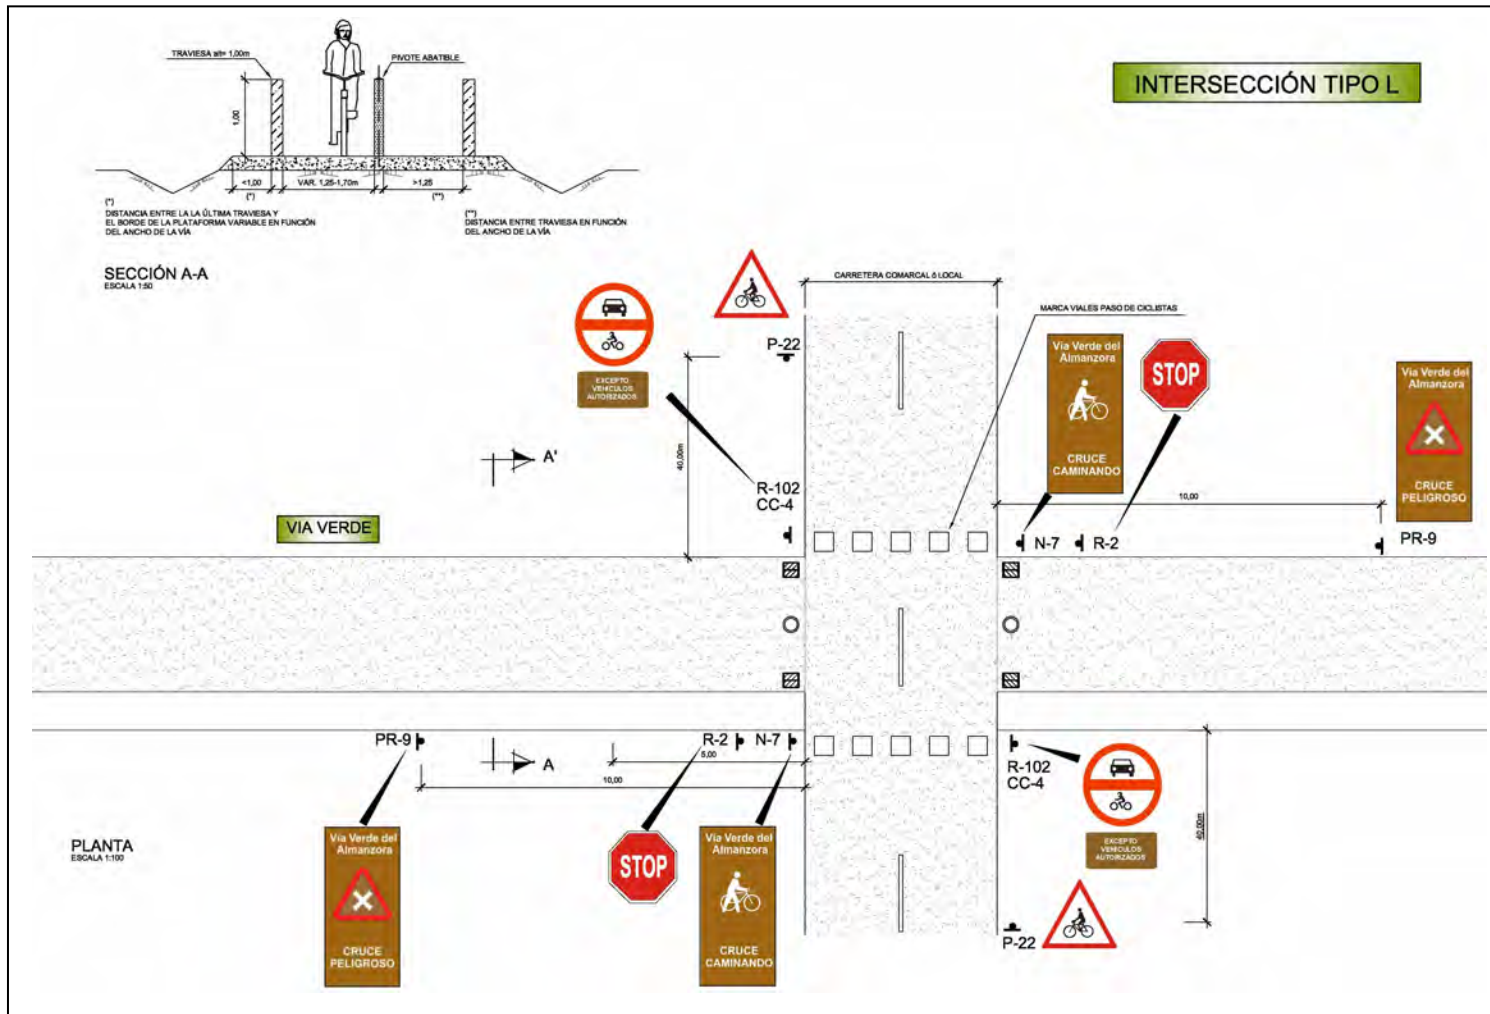 INTERSECCIÓN TIPO L
TRAVIESA alt= 1,00m
PIVOTE ABATIBLE
1,00
<1,00
VAR. 1,25-1,70m
>1,25
(*)
(**)
(*)
DISTANCIA ENTRE LA LA ÚLTIMA TRAVIESA Y
EL BORDE DE LA PLATAFORMA VARIABLE EN FUNCIÓN
DEL ANCHO DE LA VÍA
(**)
DISTANCIA ENTRE TRAVIESA EN FUNCIÓN
DEL ANCHO DE LA VÍA
SECCIÓN A-A
ESCALA 1:50
CARRETERA COMARCAL ó LOCAL
MARCA VIALES PASO DE CICLISTAS
EXCEPTO
VEHICULOS
AUTORIZADOS
P-22
40,00m
R-102
CC-4
A'
VIA VERDE
Vía Verde del
Almanzora
CRUCE
CAMINANDO
STOP
Vía Verde del
Almanzora
CRUCE
PELIGROSO
10,00
N-7
R-2
PR-9
PR-9
A
R-2
N-7
5,00
10,00
R-102
CC-4
40,00m
EXCEPTO
VEHICULOS
AUTORIZADOS
P-22
PLANTA
ESCALA 1:100
Vía Verde del
Almanzora
CRUCE
PELIGROSO
STOP
Vía Verde del
Almanzora
CRUCE
CAMINANDO